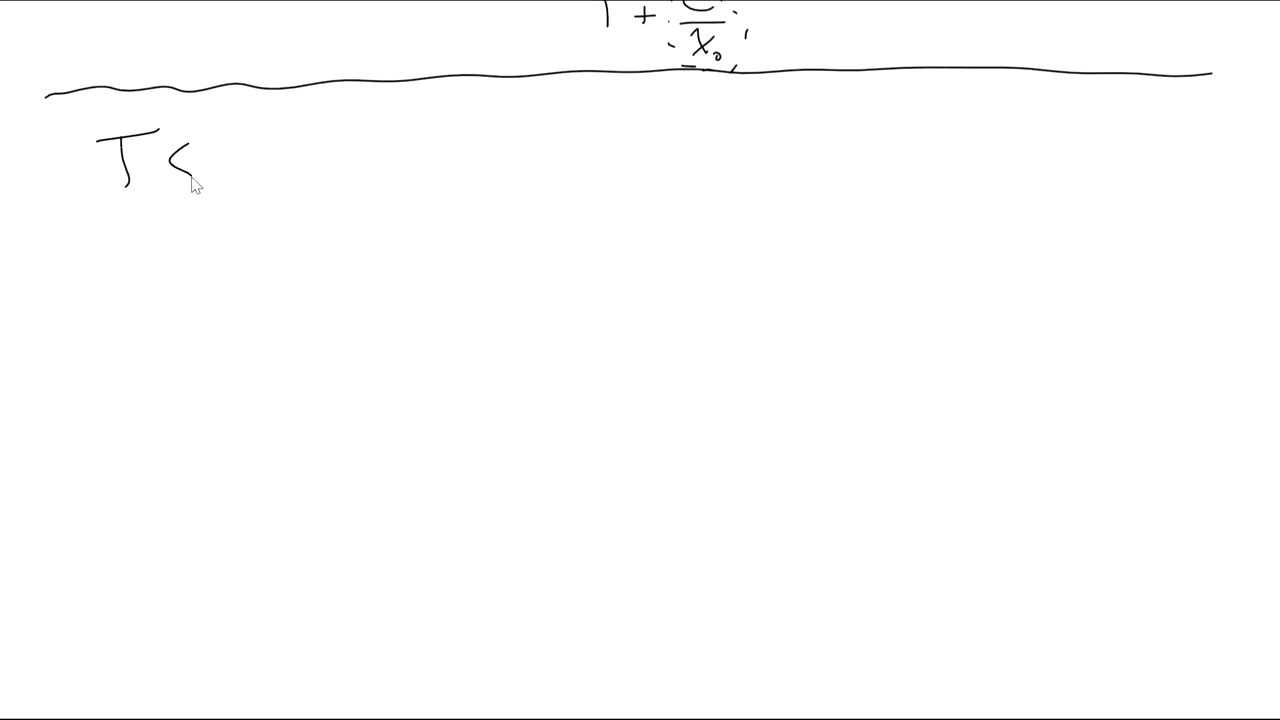 1 + — x₀
T <